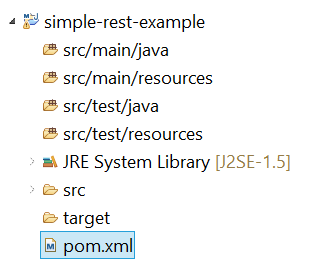 simple-rest-example
src/main/java
src/main/resources
src/test/java
src/test/resources
JRE System Library [J2SE-1.5]
src
target
pom.xml